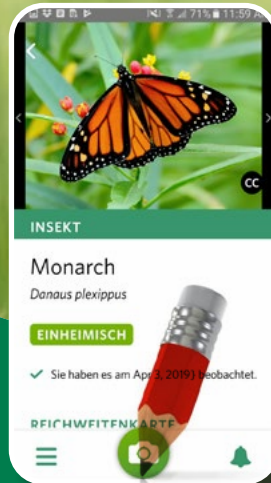 71% 11:59 A
CC
INSEKT
Monarch
Danaus plexippus
EINHEIMISCH
Sie haben es am Apr 3, 2019} beobachtet.
REICHWEITENKARTE